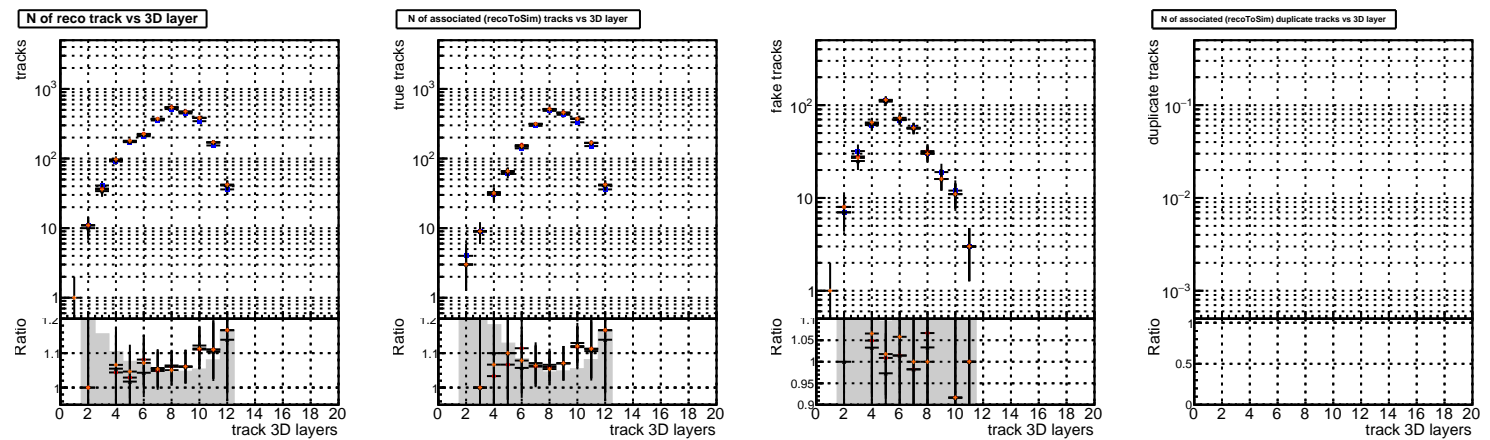 N of reco track vs 3D layer
tracks
10³
10²
10
1
Ratio
1.2
1.1
1
0 2 4 6 8 10 12 14 16 18 20
track 3D layers
N of associated (recoToSim) tracks vs 3D layer
true tracks
10³
10²
10
1
Ratio
1.2
1.1
1
0 2 4 6 8 10 12 14 16 18 20
track 3D layers
fake tracks
10²
10
1
Ratio
1.1
1.05
1
0.95
0.9
0 2 4 6 8 10 12 14 16 18 20
track 3D layers
N of associated (recoToSim) duplicate tracks vs 3D layer
duplicate tracks
10⁻¹
10⁻²
10⁻³
Ratio
1
0.5
0
0 2 4 6 8 10 12 14 16 18 20
track 3D layers